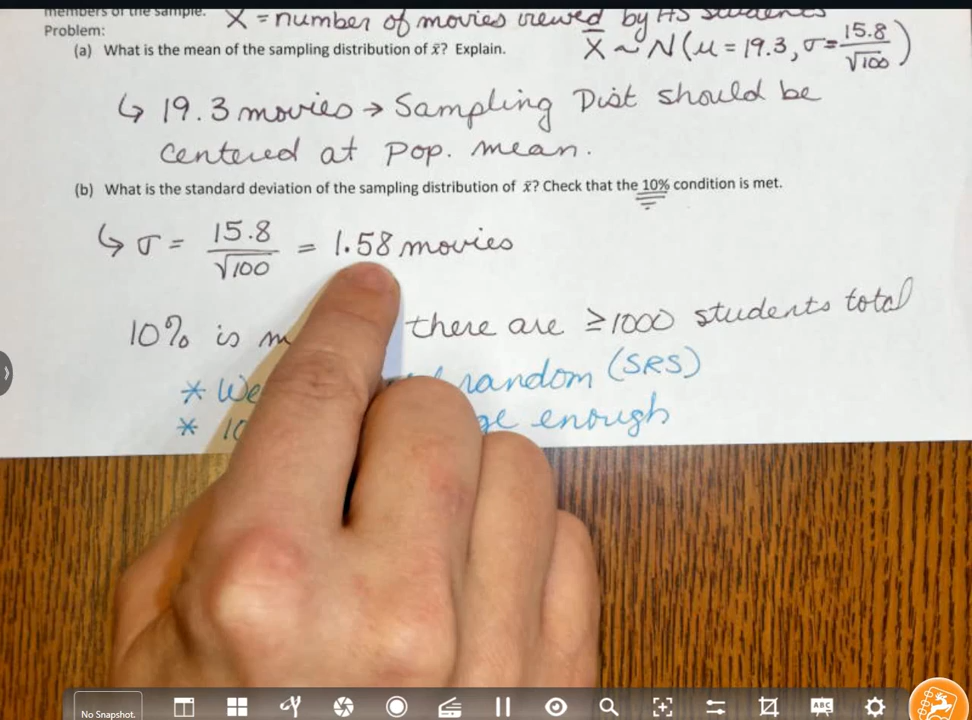 members of the sample. X = number of movies viewed by HS students
Problem:
(a) What is the mean of the sampling distribution of x̄? Explain. X̄ ~ N(μ = 19.3, σ = 15.8/√100)
↳ 19.3 movies → Sampling Dist should be
centered at pop. mean.
(b) What is the standard deviation of the sampling distribution of x̄? Check that the 10% condition is met.
↳ σ = 15.8/√100 = 1.58 movies
10% is there are ≥1000 students total
* We random (SRS)
* enough
No Snapshot.
ABC